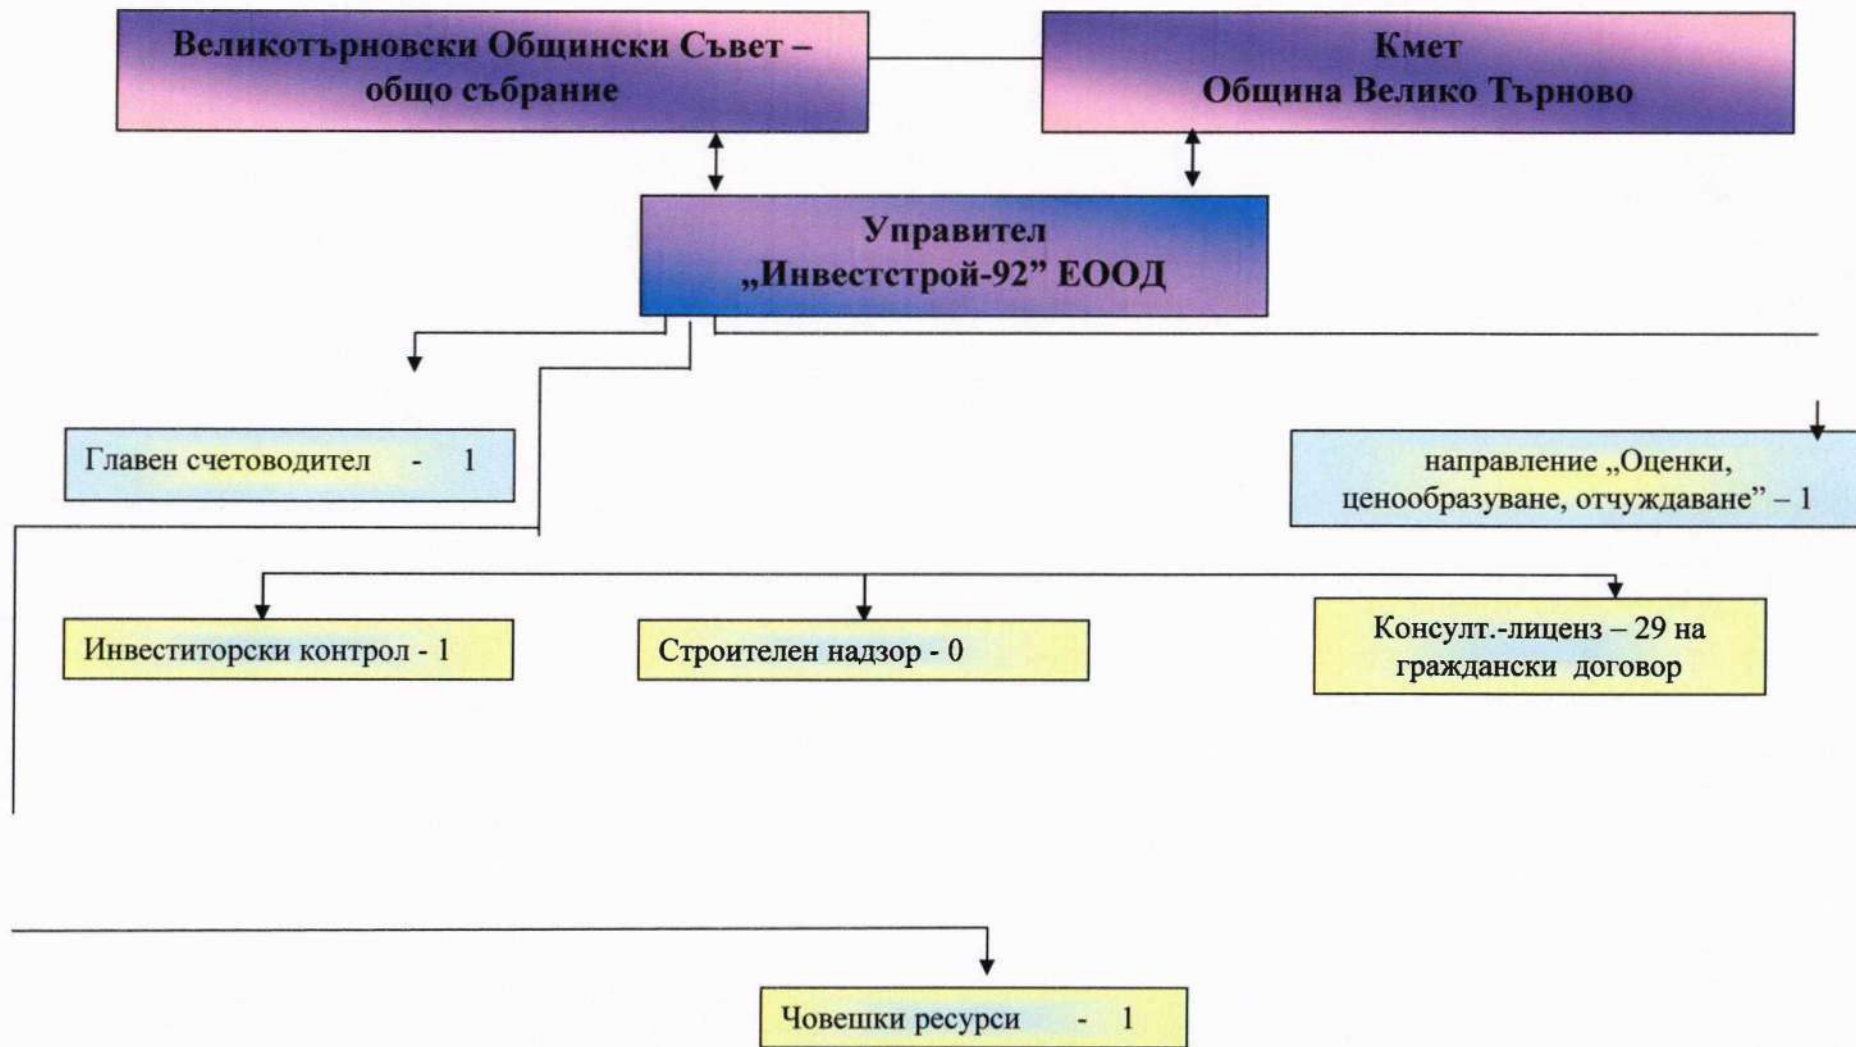 Великотърновски Общински Съвет –
общо събрание
Кмет
Община Велико Търново
Управител
„Инвестстрой-92” ЕООД
Главен счетоводител - 1
направление „Оценки,
ценообразуване, отчуждаване” – 1
Инвеститорски контрол - 1
Строителен надзор - 0
Консулт.-лиценз – 29 на
граждански договор
Човешки ресурси - 1